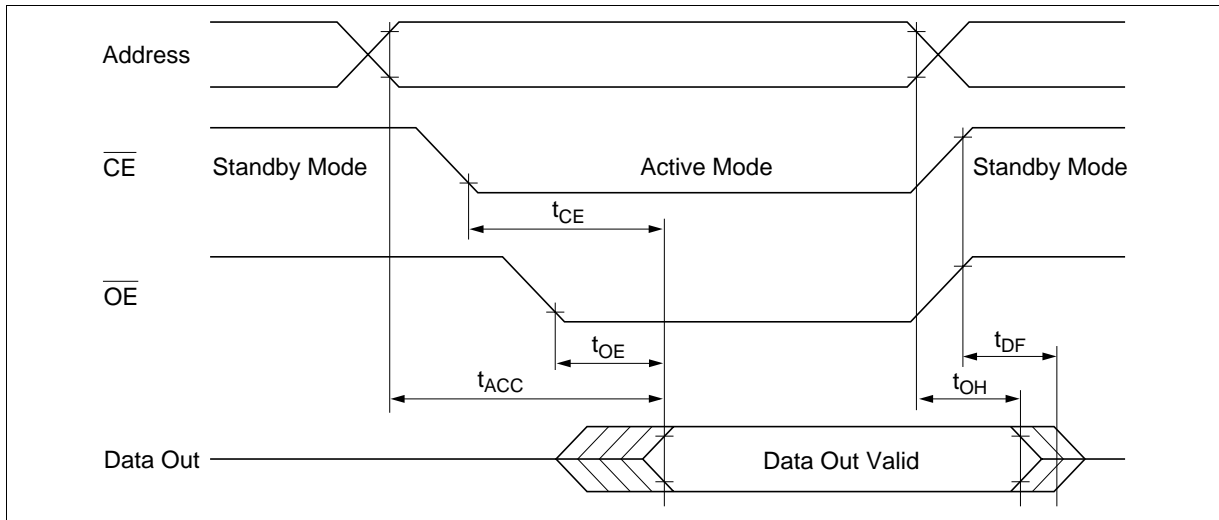 Address
CE
Standby Mode
Active Mode
Standby Mode
tCE
OE
tOE
tDF
tACC
tOH
Data Out
Data Out Valid